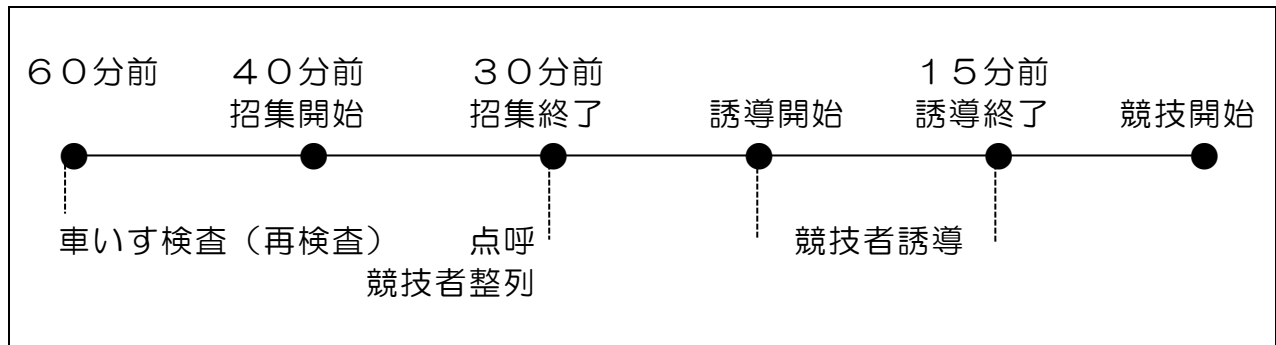 ６０分前 ４０分前 ３０分前 １５分前
招集開始 招集終了 誘導開始 誘導終了 競技開始
車いす検査（再検査） 点呼 競技者誘導
競技者整列